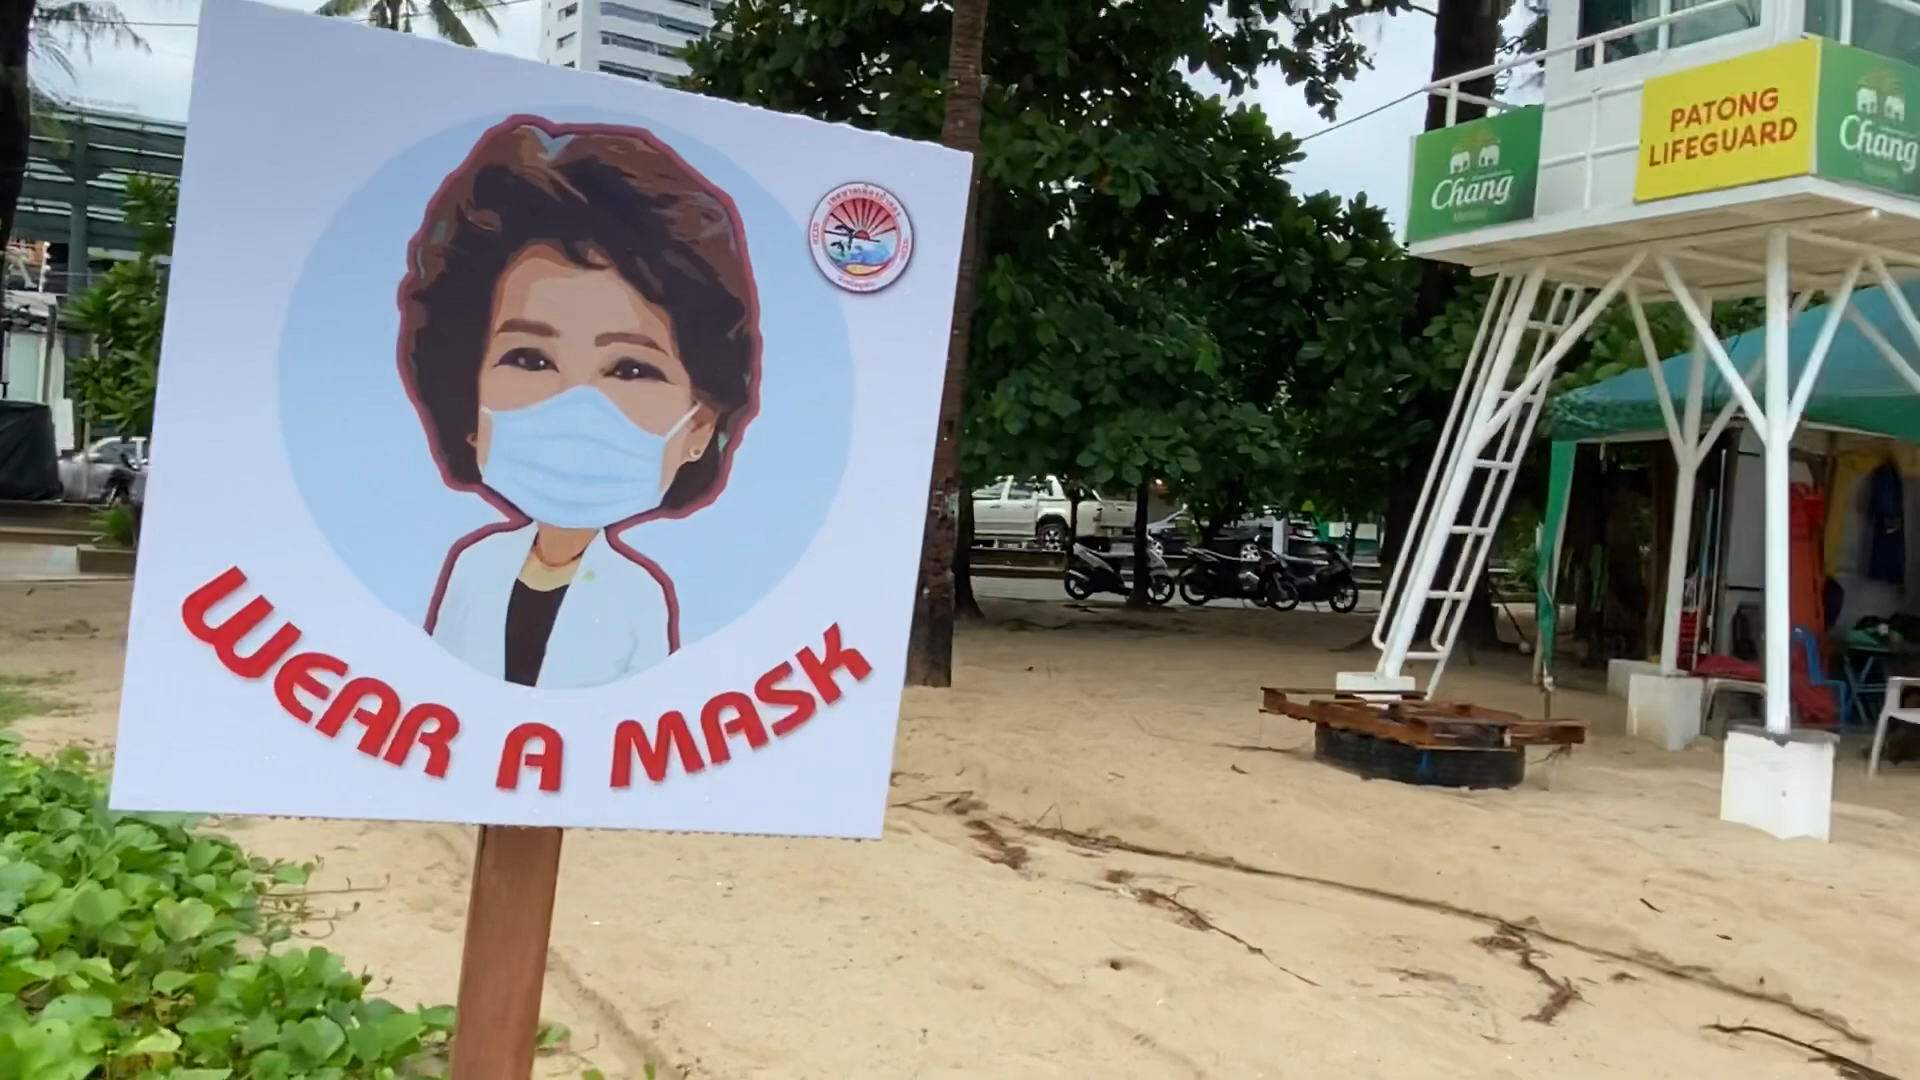 WEAR A MASK
PATONG
LIFEGUARD
Chang
Chang